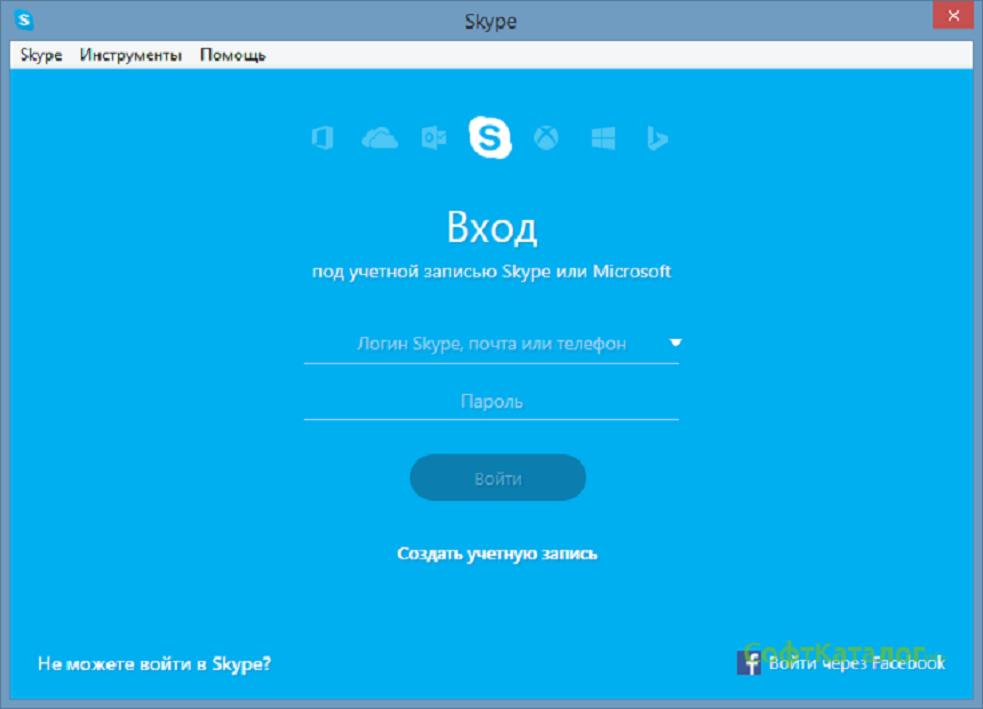 Skype
Skype Инструменты Помощь
Вход
под учетной записью Skype или Microsoft
Логин Skype, почта или телефон
Пароль
Войти
Создать учетную запись
Не можете войти в Skype?
СофтКаталог
Войти через Facebook